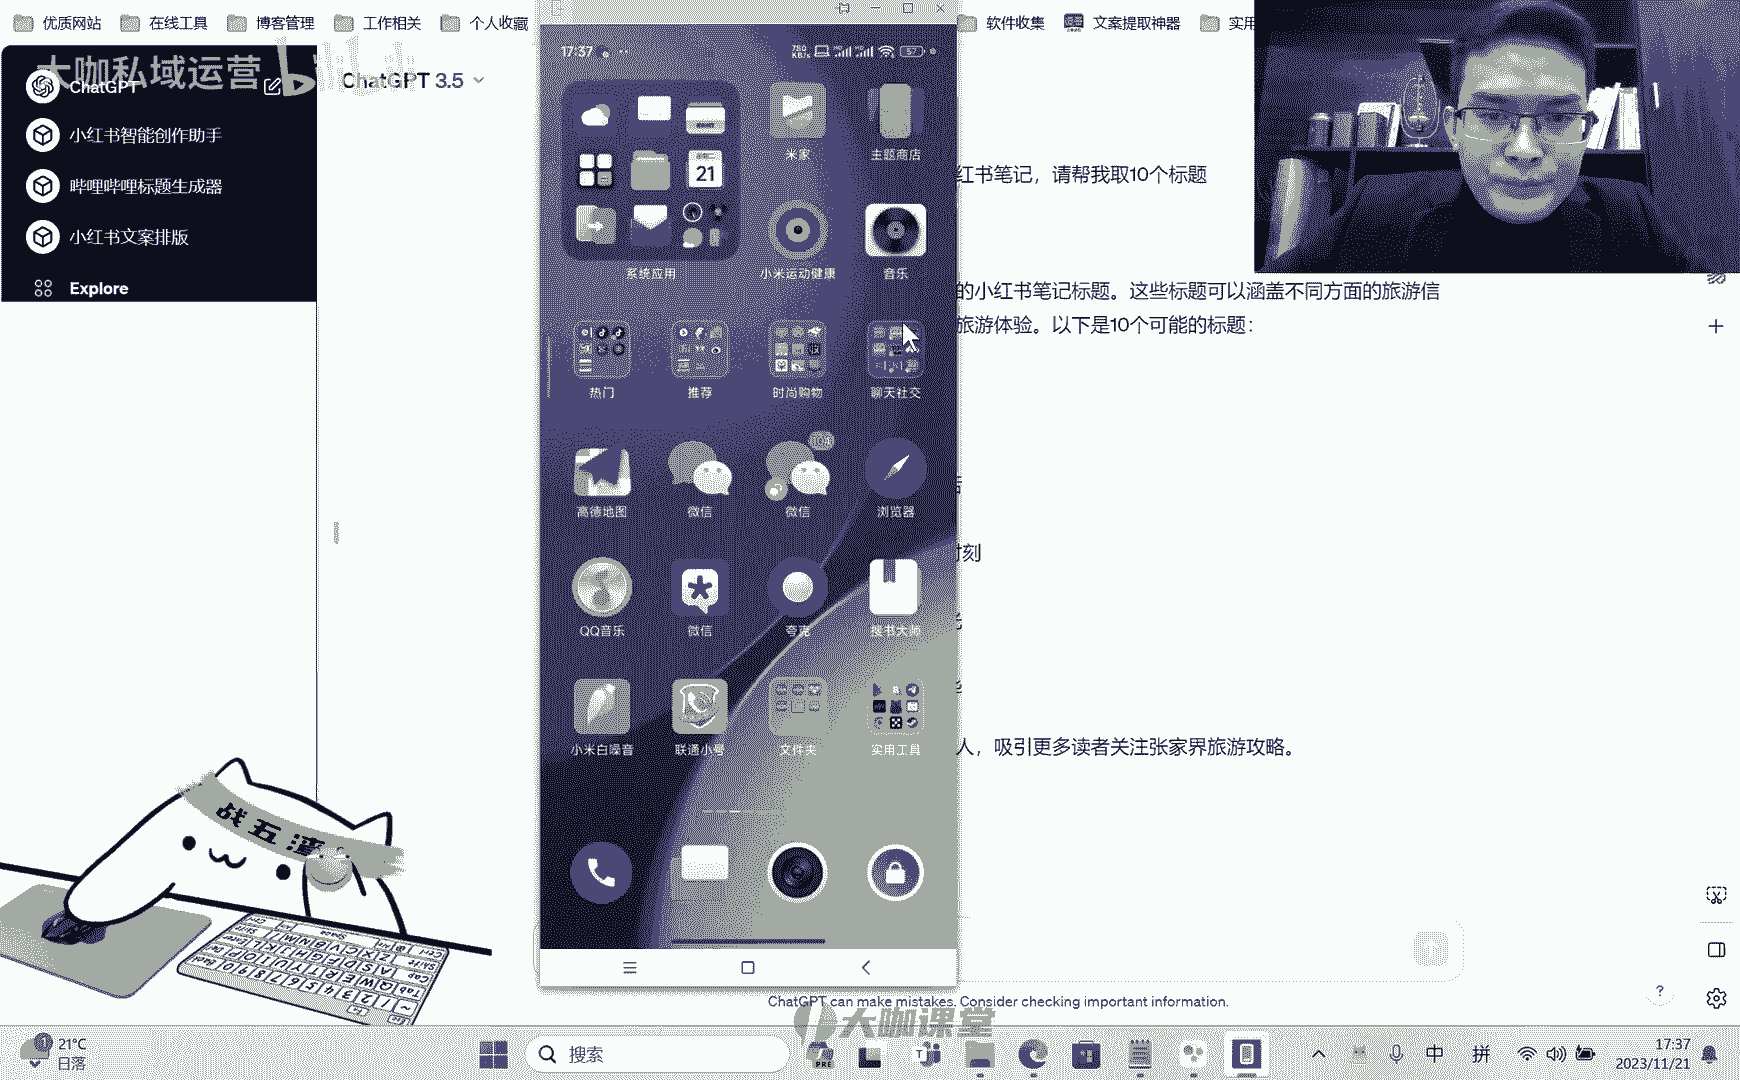 优质网站
在线工具
博客管理
工作相关
个人收藏
软件收集
文案提取神器
实用
大咖私域运营
ChatGPT
小红书智能创作助手
哔哩哔哩标题生成器
小红书文案排版
Explore
ChatGPT 3.5
17:37
57
21
系统应用
米家
主题商店
小米运动健康
音乐
热门
推荐
时尚购物
聊天社交
104
高德地图
微信
微信
浏览器
QQ音乐
微信
夸克
搜书大师
小米白噪音
联通小号
文件夹
实用工具
红书笔记，请帮我取10个标题
的小红书笔记标题。这些标题可以涵盖不同方面的旅游信
旅游体验。以下是10个可能的标题：
时刻
人，吸引更多读者关注张家界旅游攻略。
战五渣
ChatGPT can make mistakes. Consider checking important information.
?
大咖课堂
21°C
日落
搜索
PRE
中
拼
17:37
2023/11/21